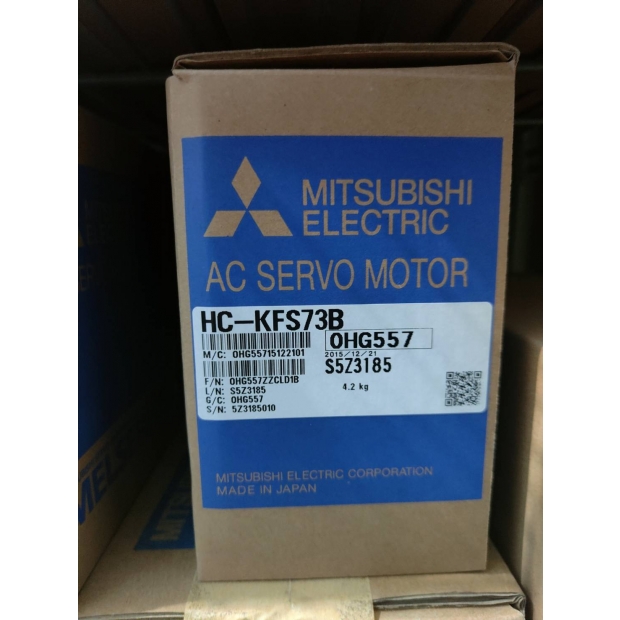 MITSUBISHI
ELECTRIC
AC SERVO MOTOR
HC-KFS73B
OHG557
M/C: OHG55715122101
2015/12/21
S5Z3185
F/N: OHG557ZZCLD1B
4.2 kg
L/N: S5Z3185
G/C: OHG557
S/N: 5Z3185010
MITSUBISHI ELECTRIC CORPORATION
MADE IN JAPAN